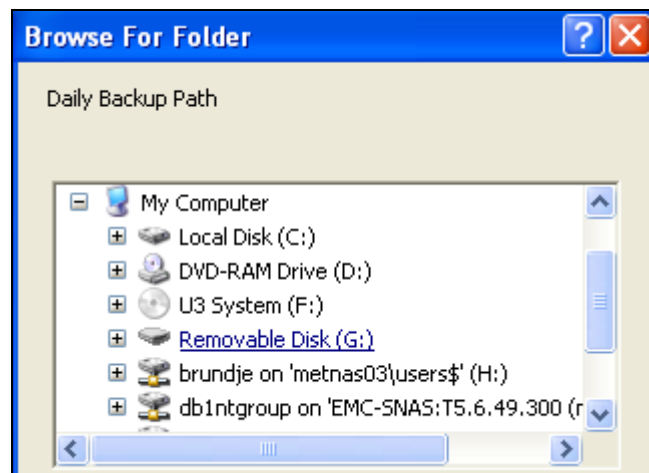 Browse For Folder
Daily Backup Path
My Computer
Local Disk (C:)
DVD-RAM Drive (D:)
U3 System (F:)
Removable Disk (G:)
brundje on 'metnas03\users$' (H:)
db1ntgroup on 'EMC-SNAS:T5.6.49.300 (r